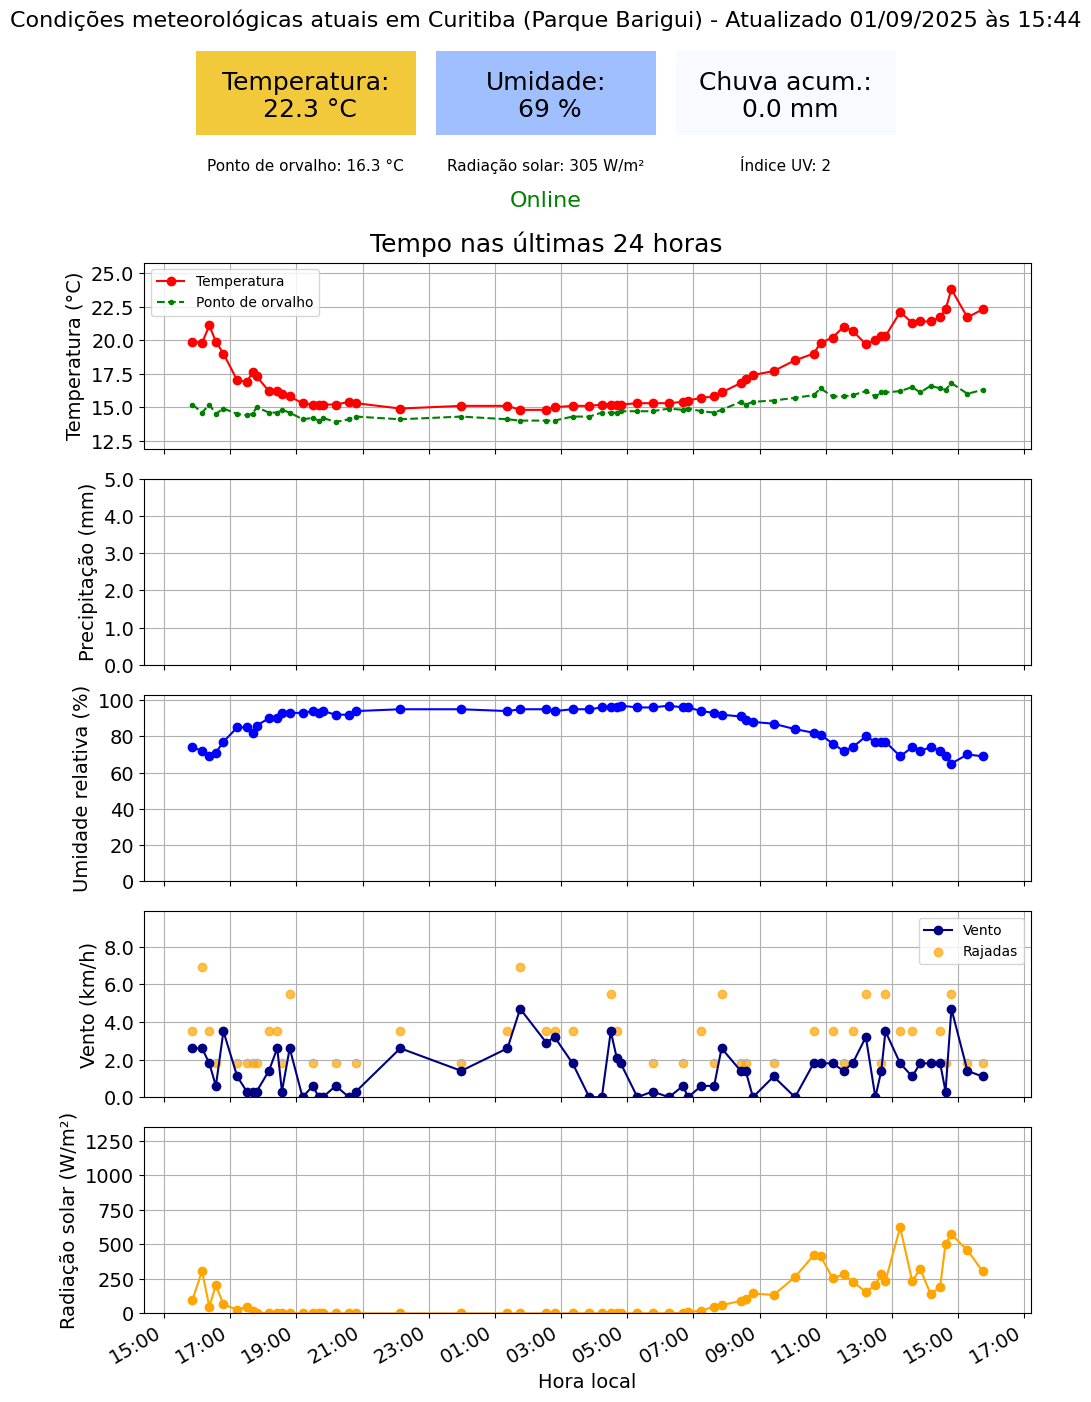 Condições meteorológicas atuais em Curitiba (Parque Barigui) - Atualizado 01/09/2025 às 15:44
Temperatura:
22.3 °C
Umidade:
69 %
Chuva acum.:
0.0 mm
Ponto de orvalho: 16.3 °C
Radiação solar: 305 W/m²
Índice UV: 2
Online
Tempo nas últimas 24 horas
Temperatura (°C)
25.0
22.5
20.0
17.5
15.0
12.5
Temperatura
Ponto de orvalho
Precipitação (mm)
5.0
4.0
3.0
2.0
1.0
0.0
Umidade relativa (%)
100
80
60
40
20
0
Vento (km/h)
8.0
6.0
4.0
2.0
0.0
Vento
Rajadas
Radiação solar (W/m²)
1250
1000
750
500
250
0
15:00
17:00
19:00
21:00
23:00
01:00
03:00
05:00
07:00
09:00
11:00
13:00
15:00
17:00
Hora local